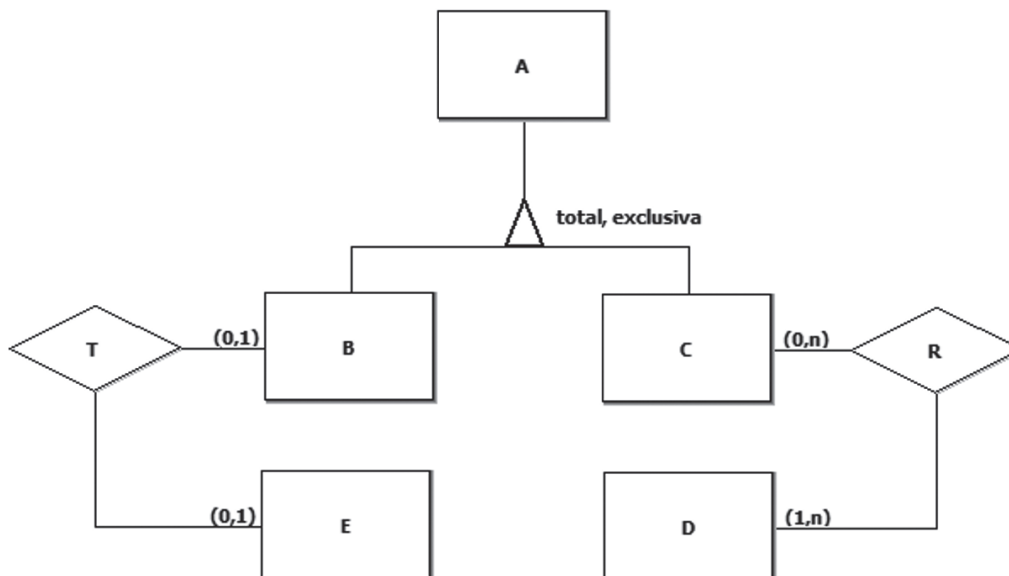 A
total, exclusiva
T
(0,1)
B
C
(0,n)
R
(0,1)
E
D
(1,n)